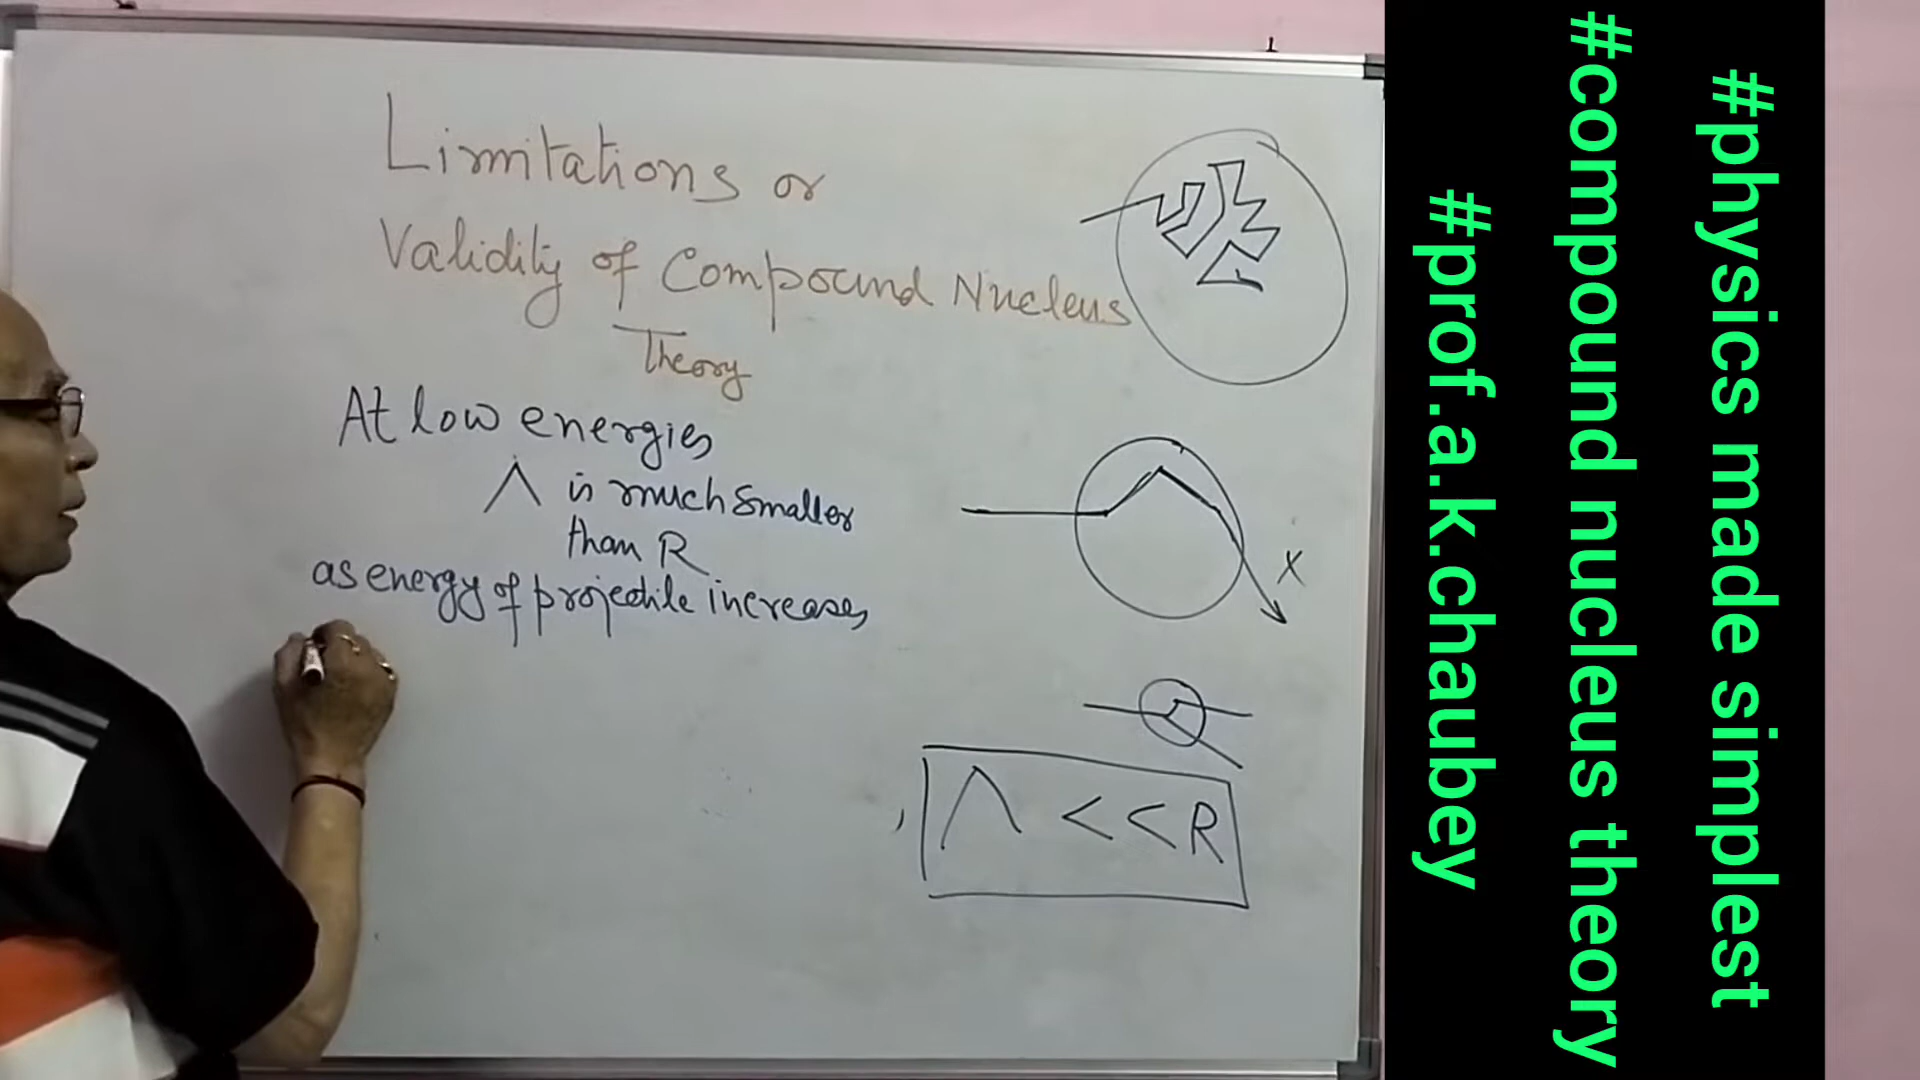 Limitations or
Validity of Compound Nucleus
Theory
At low energies
Λ is much smaller
than R
as energy of projectile increases,
X
Λ << R
#physics made simplest
#compound nucleus theory
#prof.a.k.chaubey